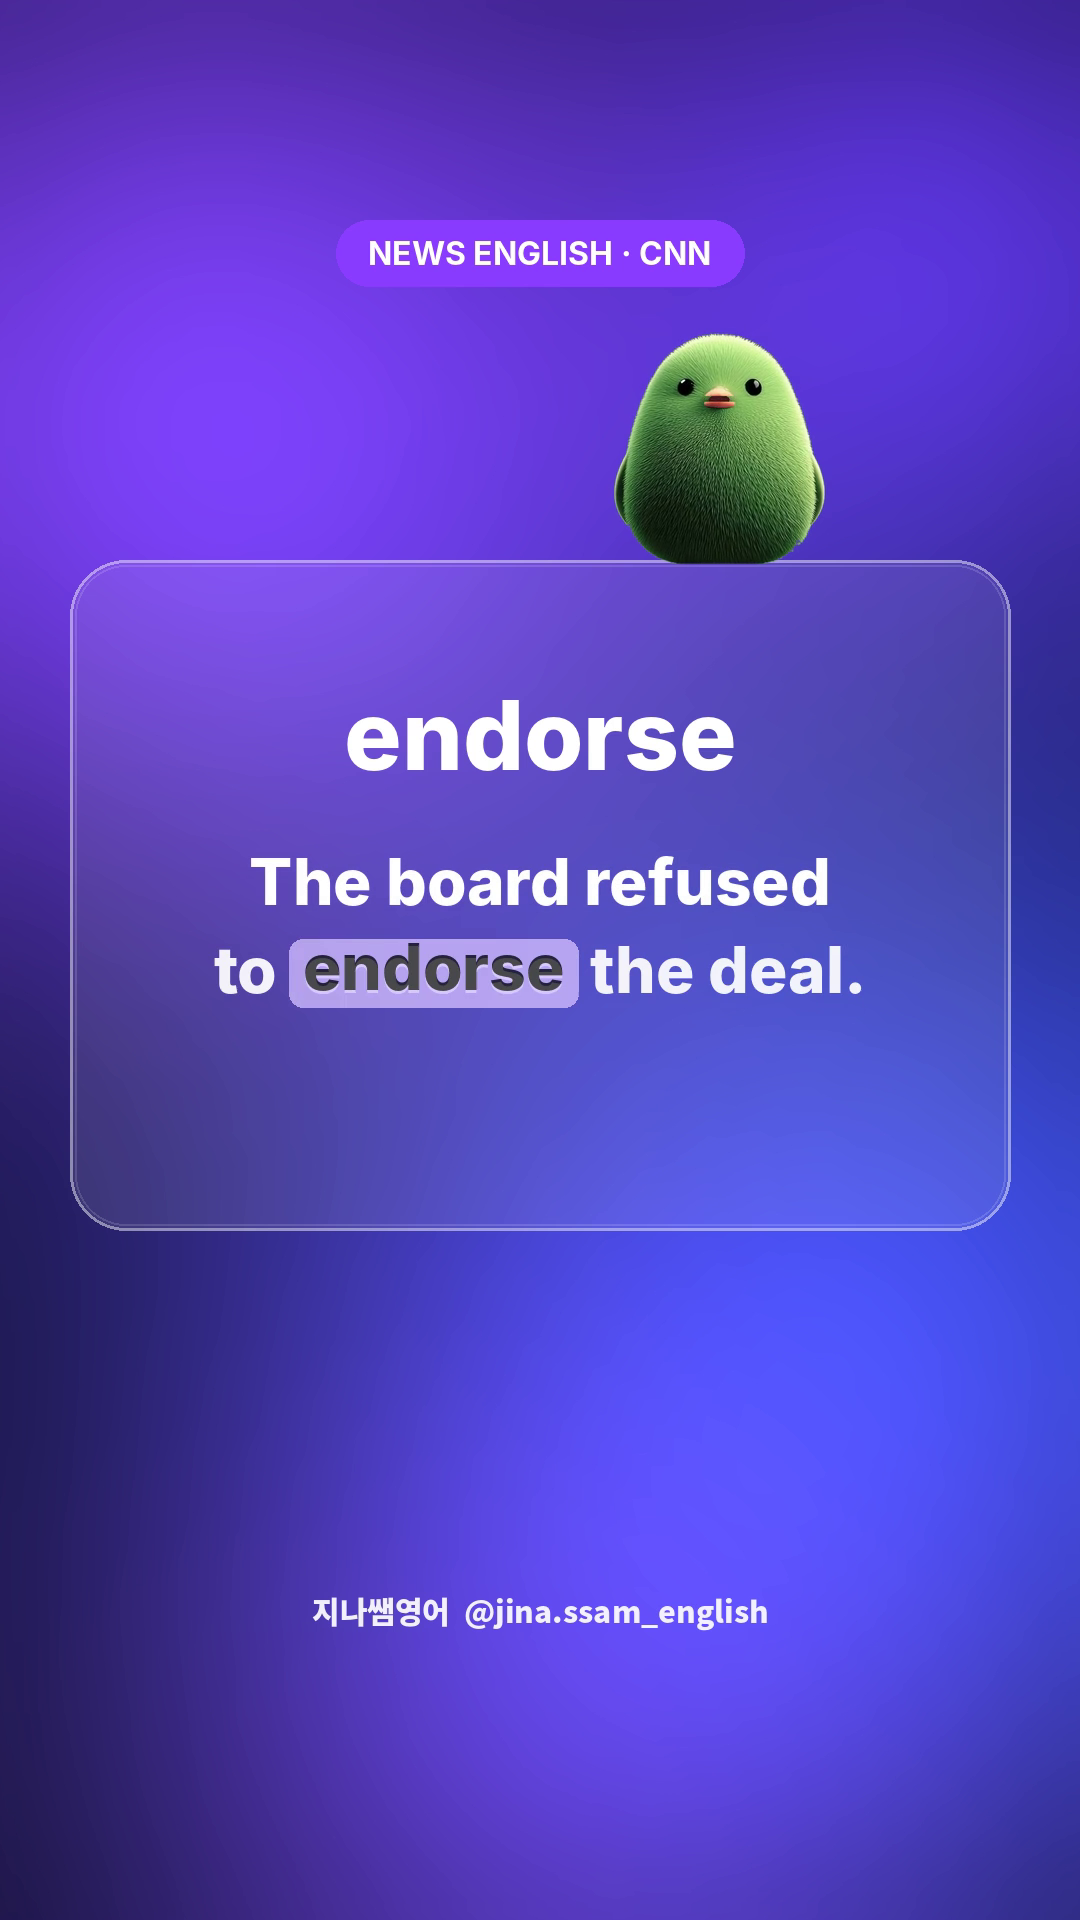 NEWS ENGLISH · CNN
endorse
The board refused
to endorse the deal.
지나쌤영어 @jina.ssam_english